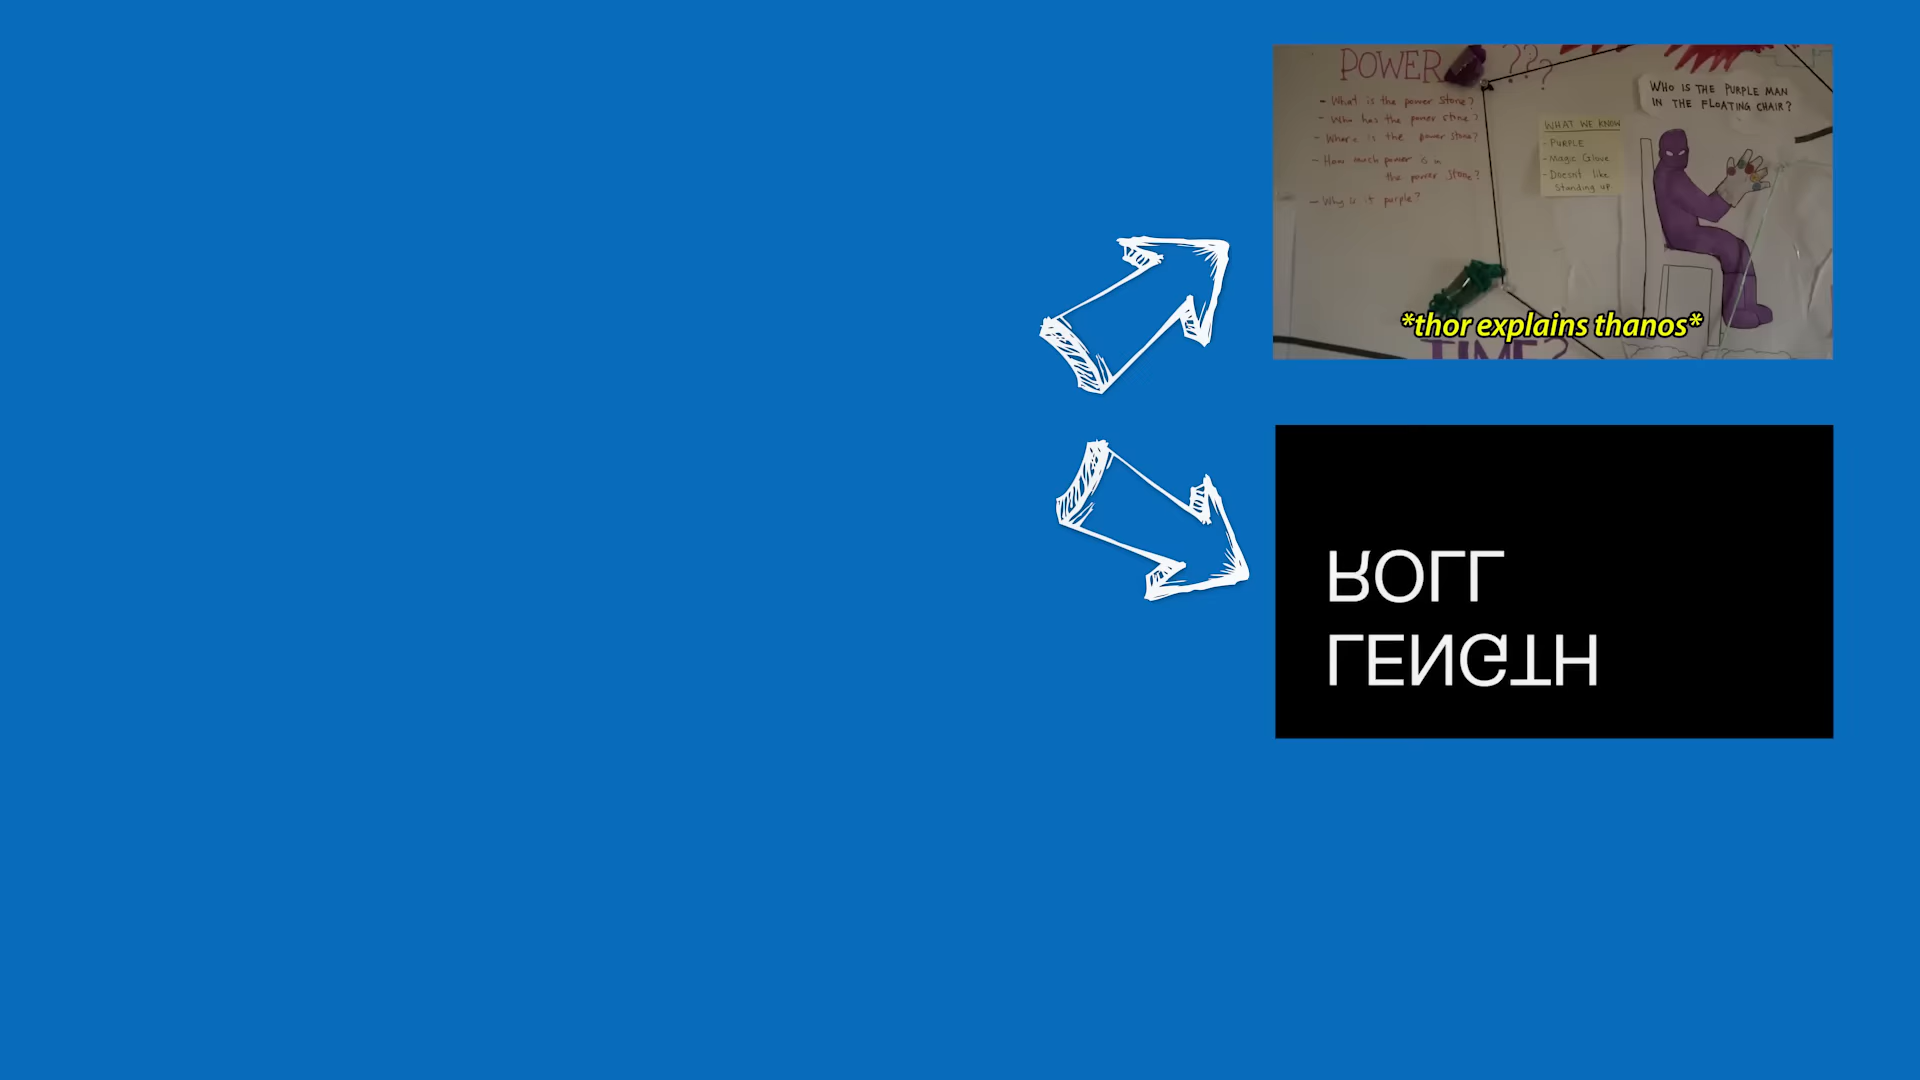 POWER ???
- What is the power stone?
- Who has the power stone?
- Where is the power stone?
- How much power is in
the power stone?
- Why is it purple?
WHO IS THE PURPLE MAN
IN THE FLOATING CHAIR?
WHAT WE KNOW
- PURPLE
- Magic Glove
- Doesn't like
Standing up
*thor explains thanos*
TIME?
ROLL
LENGTH